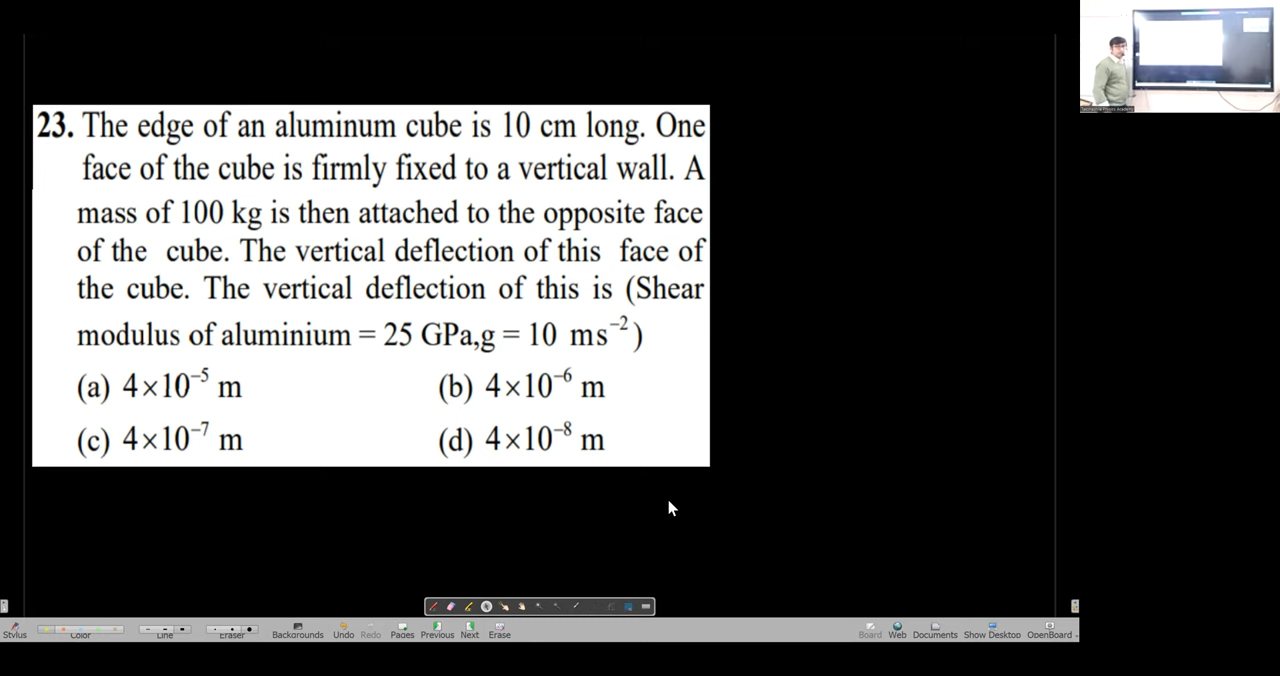 23. The edge of an aluminum cube is 10 cm long. One
face of the cube is firmly fixed to a vertical wall. A
mass of 100 kg is then attached to the opposite face
of the cube. The vertical deflection of this face of
the cube. The vertical deflection of this is (Shear
modulus of aluminium = 25 GPa,g = 10 ms⁻²)
(a) 4×10⁻⁵ m (b) 4×10⁻⁶ m
(c) 4×10⁻⁷ m (d) 4×10⁻⁸ m
Stylus Color Line Eraser Backgrounds Undo Redo Pages Previous Next Erase Board Web Documents Show Desktop OpenBoard